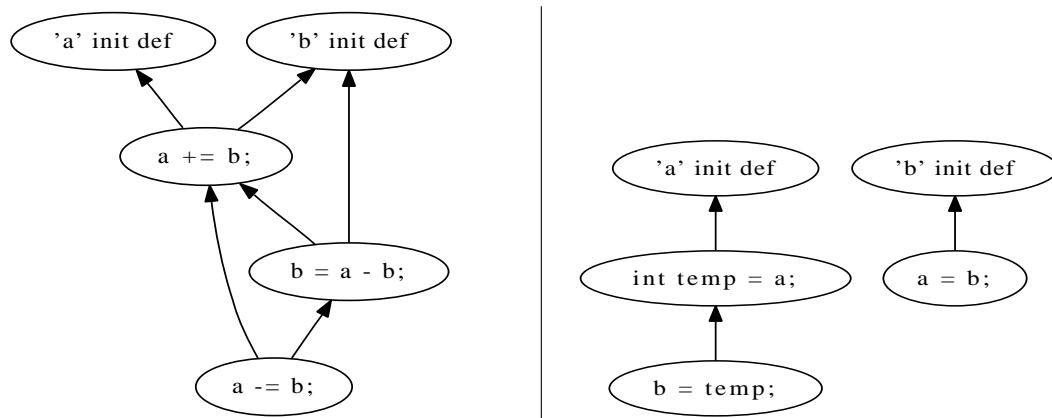 ’a’ init def
’b’ init def
a += b;
b = a - b;
a -= b;
’a’ init def
’b’ init def
int temp = a;
a = b;
b = temp;